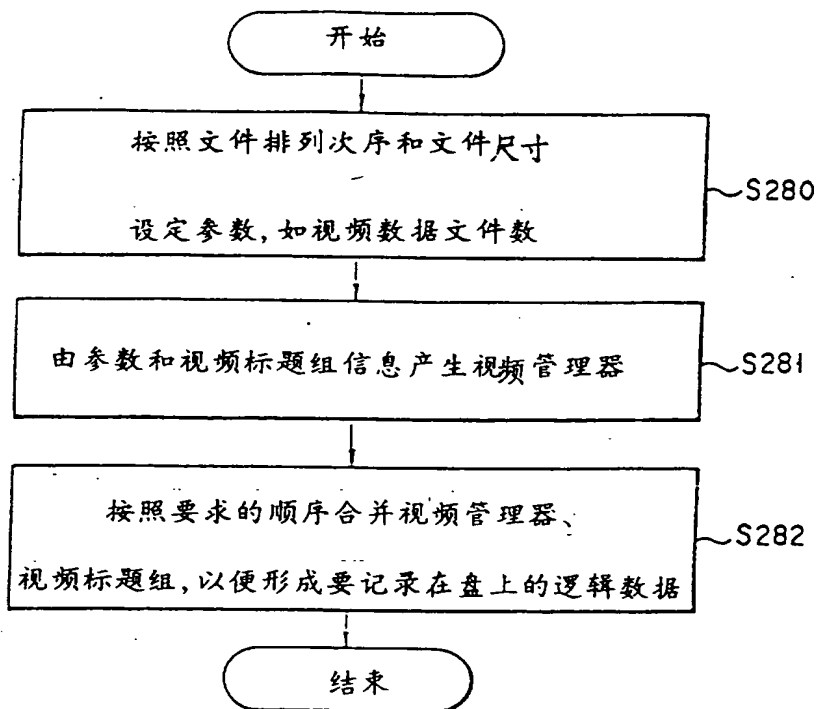 开始
按照文件排列次序和文件尺寸
设定参数,如视频数据文件数
S280
由参数和视频标题组信息产生视频管理器
S281
按照要求的顺序合并视频管理器、
视频标题组,以便形成要记录在盘上的逻辑数据
S282
结束